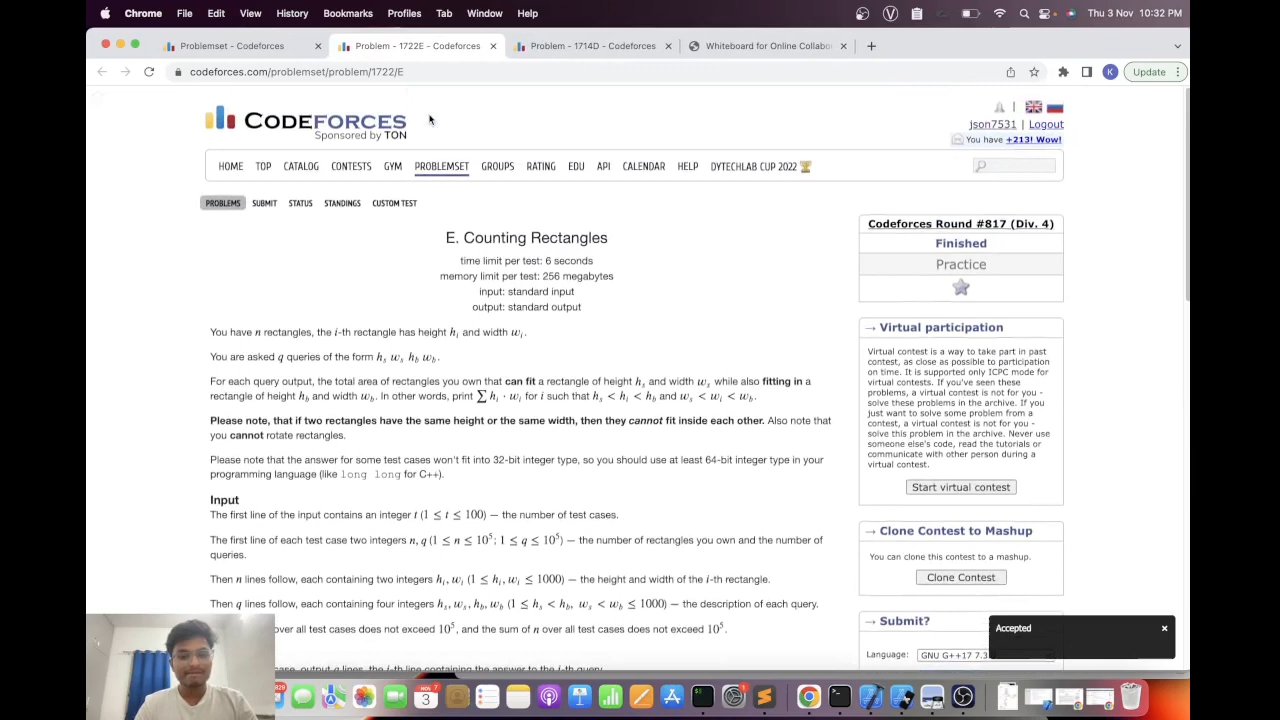 Chrome File Edit View History Bookmarks Profiles Tab Window Help Thu 3 Nov 10:32 PM
Problemset - Codeforces Problem - 1722E - Codeforces Problem - 1714D - Codeforces Whiteboard for Online Collabo
codeforces.com/problemset/problem/1722/E K Update
CODEFORCES
Sponsored by TON
json7531 | Logout
You have +213! Wow!
HOME TOP CATALOG CONTESTS GYM PROBLEMSET GROUPS RATING EDU API CALENDAR HELP DYTECHLAB CUP 2022
PROBLEMS SUBMIT STATUS STANDINGS CUSTOM TEST
E. Counting Rectangles
time limit per test: 6 seconds
memory limit per test: 256 megabytes
input: standard input
output: standard output
You have n rectangles, the i-th rectangle has height h_i and width w_i.
You are asked q queries of the form h_s w_s h_b w_b.
For each query output, the total area of rectangles you own that can fit a rectangle of height h_s and width w_s while also fitting in a
rectangle of height h_b and width w_b. In other words, print ∑ h_i · w_i for i such that h_s < h_i < h_b and w_s < w_i < w_b.
Please note, that if two rectangles have the same height or the same width, then they cannot fit inside each other. Also note that
you cannot rotate rectangles.
Please note that the answer for some test cases won't fit into 32-bit integer type, so you should use at least 64-bit integer type in your
programming language (like long long for C++).
Input
The first line of the input contains an integer t (1 ≤ t ≤ 100) — the number of test cases.
The first line of each test case two integers n, q (1 ≤ n ≤ 10^5; 1 ≤ q ≤ 10^5) — the number of rectangles you own and the number of
queries.
Then n lines follow, each containing two integers h_i, w_i (1 ≤ h_i, w_i ≤ 1000) — the height and width of the i-th rectangle.
Then q lines follow, each containing four integers h_s, w_s, h_b, w_b (1 ≤ h_s < h_b, w_s < w_b ≤ 1000) — the description of each query.
over all test cases does not exceed 10^5, and the sum of n over all test cases does not exceed 10^5.
case, output q lines, the i-th line containing the answer to the i-th query.
Codeforces Round #817 (Div. 4)
Finished
Practice
→ Virtual participation
Virtual contest is a way to take part in past
contest, as close as possible to participation
on time. It is supported only ICPC mode for
virtual contests. If you've seen these
problems, a virtual contest is not for you -
solve these problems in the archive. If you
just want to solve some problem from a
contest, a virtual contest is not for you -
solve this problem in the archive. Never use
someone else's code, read the tutorials or
communicate with other person during a
virtual contest.
Start virtual contest
→ Clone Contest to Mashup
You can clone this contest to a mashup.
Clone Contest
→ Submit?
Language: GNU G++17 7.3
Accepted
NOV
3